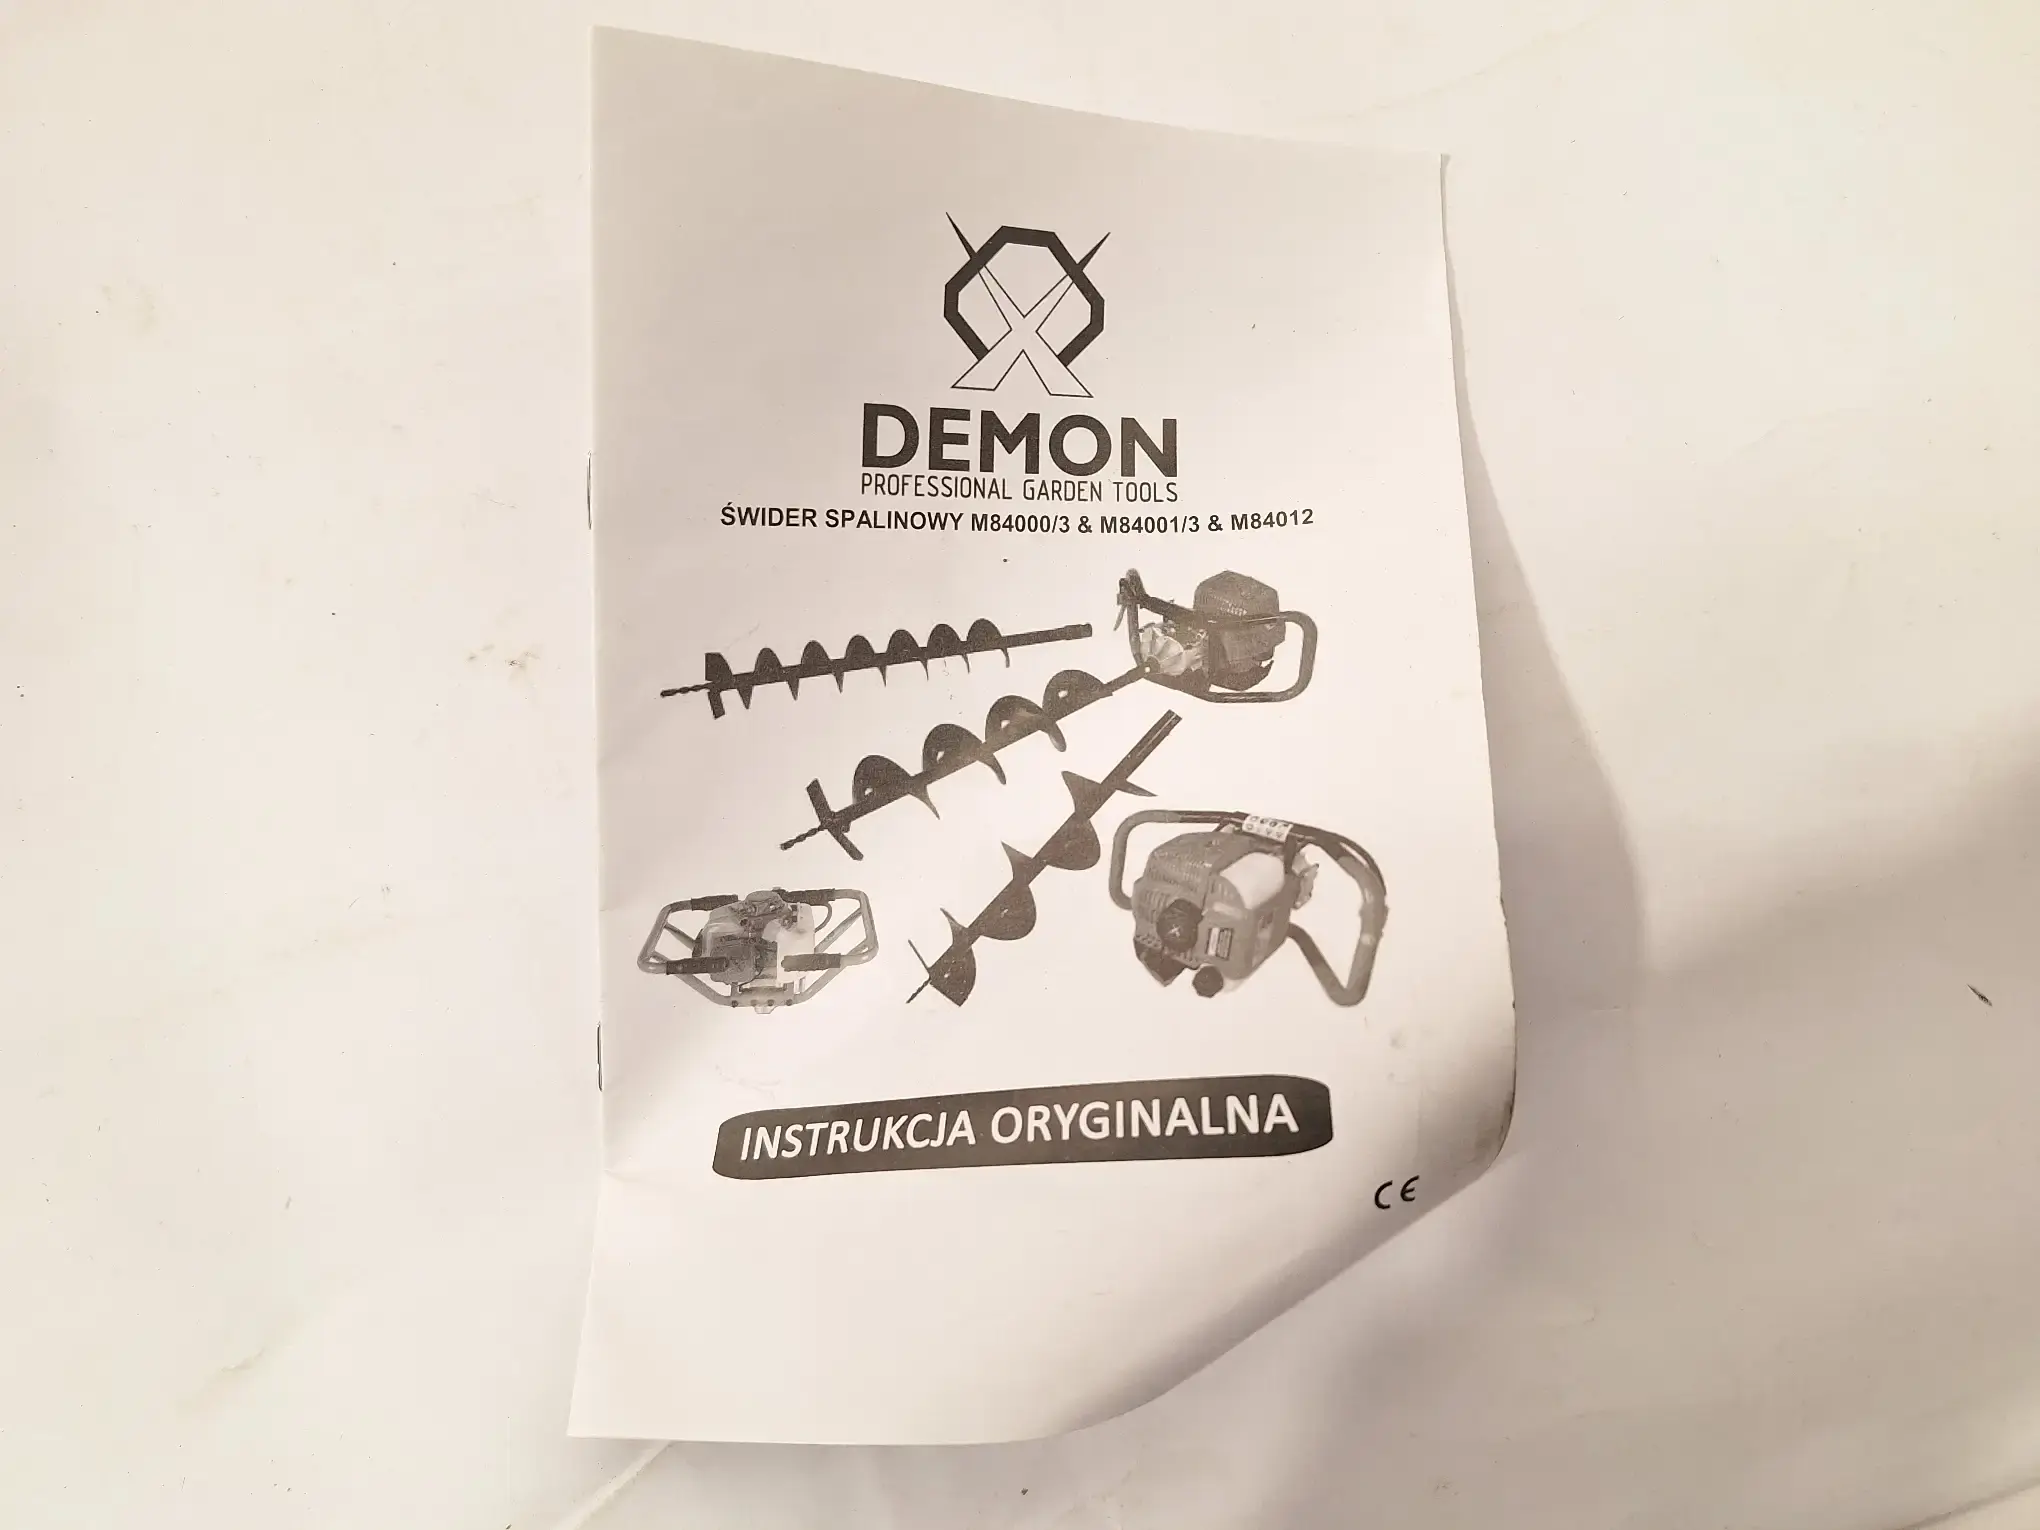 DEMON
PROFESSIONAL GARDEN TOOLS
ŚWIDER SPALINOWY M84000/3 & M84001/3 & M84012
INSTRUKCJA ORYGINALNA
CE